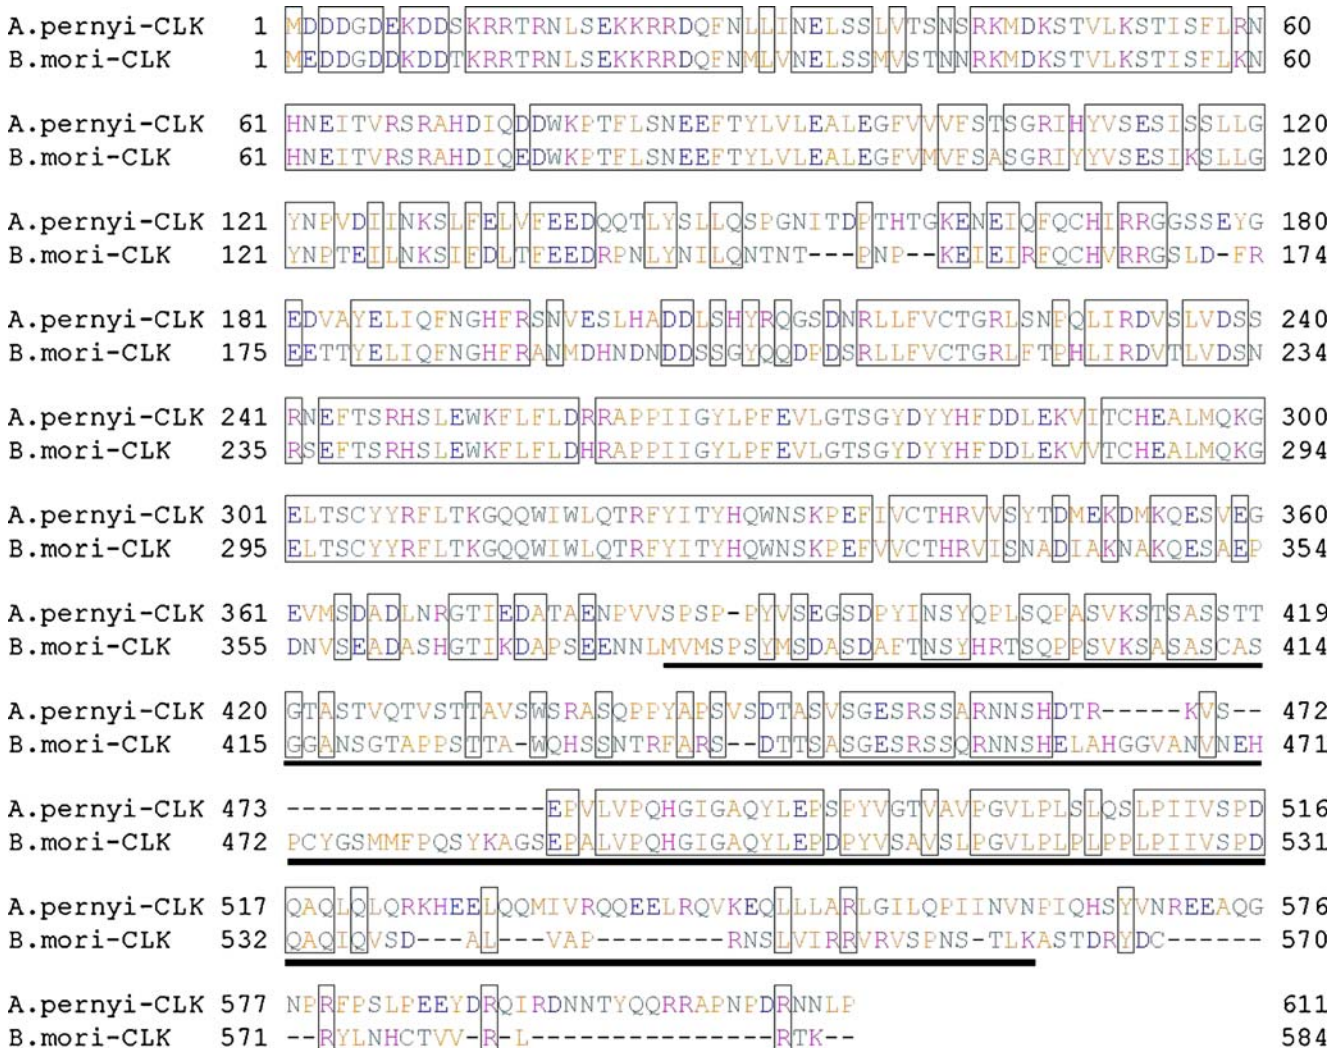 A.pernyi-CLK 1 MDDDGDEKDDSKRRTRNLSEKKRRDQFNLLINELSSLVTSNSRKMDKSTVLKSTISFLRN 60
B.mori-CLK 1 MEDDGDDKDDTKRRTRNLSEKKRRDQFNMLVNELSSMVSTNNRKMDKSTVLKSTISFLKN 60
A.pernyi-CLK 61 HNEITVRSRAHDIQDDWKPTFLSNEEFTYLVLEALEGFVVVFSTSGRIHYVSESISSLLG 120
B.mori-CLK 61 HNEITVRSRAHDIQEDWKPTFLSNEEFTYLVLEALEGFVMVFSASGRIYYVSESIKSLLG 120
A.pernyi-CLK 121 YNPVDIINKSLFELVFEEDQQTLYSLLQSPGNITDPTHTGKENEIQFQCHIRRGGSSEYG 180
B.mori-CLK 121 YNPTEILNKSIFDLTFEEDRPNLYNILQNTNT---PNP--KEIEIRFQCHVRRGSLD-FR 174
A.pernyi-CLK 181 EDVAYELIQFNGHFRSNVESLHADDLSHYRQGSDNRLLFVCTGRLSNPQLIRDVSLVDSS 240
B.mori-CLK 175 EETTYELIQFNGHFRANMDHNDNDDSSGYQQDPDSRLLFVCTGRLFTPHLIRDVTLVDSN 234
A.pernyi-CLK 241 RNEFTSRHSLEWKFLFLDRRAPPIIGYLPFEVLGTSGYDYYHFDDLEKVITCHEALMQKG 300
B.mori-CLK 235 RSEFTSRHSLEWKFLFLDHRAPPIIGYLPFEVLGTSGYDYYHFDDLEKVVTCHEALMQKG 294
A.pernyi-CLK 301 ELTSCYYRFLTKGQQWIWLQTRFYITYHQWNSKPEFIVCTHRVVSYTDMEKDMKQESVEG 360
B.mori-CLK 295 ELTSCYYRFLTKGQQWIWLQTRFYITYHQWNSKPEFVVCTHRVISNADIAKNAKQESAEP 354
A.pernyi-CLK 361 EVMSDADLNRGTIEDATAENPVVSPSP-PYVSEGSDPYINSYQPLSQPASVKSTSASSTT 419
B.mori-CLK 355 DNVSEADASHGTIKDAPSEENNLMVMSPSYMSDASDAFTNSYHRTSQPPSVKSASASCAS 414
A.pernyi-CLK 420 GTASTVQTVSTTAVSWSRASQPPYAPSVSDTASVSGESRSSARNNSHDTR-----KVS-- 472
B.mori-CLK 415 GGANSGTAPPSTTA-WQHSSNTRFARS--DTTSASGESRSSQRNNSHELAHGGVANVNEH 471
A.pernyi-CLK 473 ----------------EPVLVPQHGIGAQYLEPSPYVGTVAVPGVLPLSLQSLPIIVSPD 516
B.mori-CLK 472 PCYGSMMFPQSYKAGSEPALVPQHGIGAQYLEPDPYVSAVSLPGVLPLPLPPLPIIVSPD 531
A.pernyi-CLK 517 QAQLQLQRKHEELQQMIVRQQEELRQVKEQLLLARLGILQPIINVNPIQHSYVNREEAQG 576
B.mori-CLK 532 QAQIQVSD---AL---VAP--------RNSLVIRRVRVSPNS-TLKASTDRYDC------ 570
A.pernyi-CLK 577 NPRFPSLPEEYDRQIRDNNTYQQRRAPNPDRNNLP 611
B.mori-CLK 571 --RYLNHCTVV-R-L---------------RTK-- 584